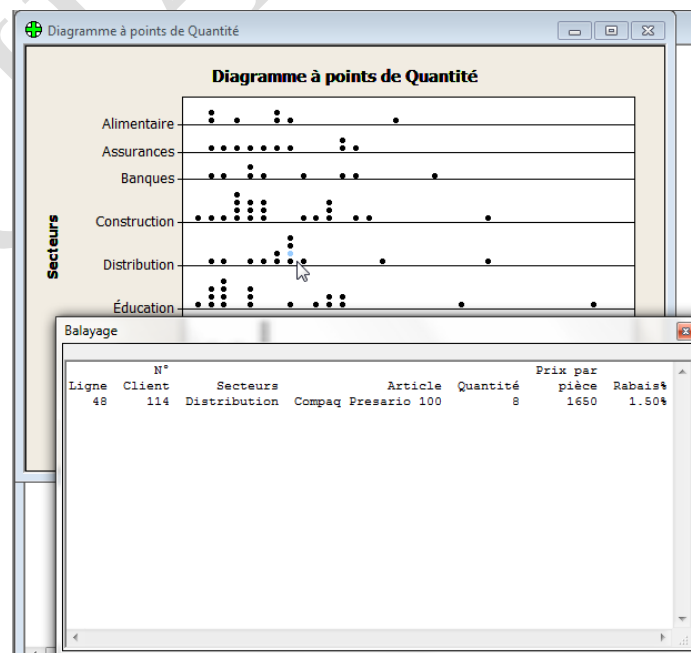 Diagramme à points de Quantité
Diagramme à points de Quantité
Secteurs
Alimentaire
Assurances
Banques
Construction
Distribution
Éducation
Balayage
N° Prix par
Ligne Client Secteurs Article Quantité pièce Rabais%
48 114 Distribution Compaq Presario 100 8 1650 1.50%